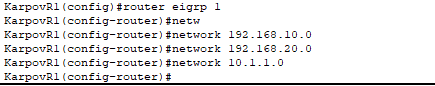 KarpovR1(config)#router eigrp 1
KarpovR1(config-router)#netw
KarpovR1(config-router)#network 192.168.10.0
KarpovR1(config-router)#network 192.168.20.0
KarpovR1(config-router)#network 10.1.1.0
KarpovR1(config-router)#